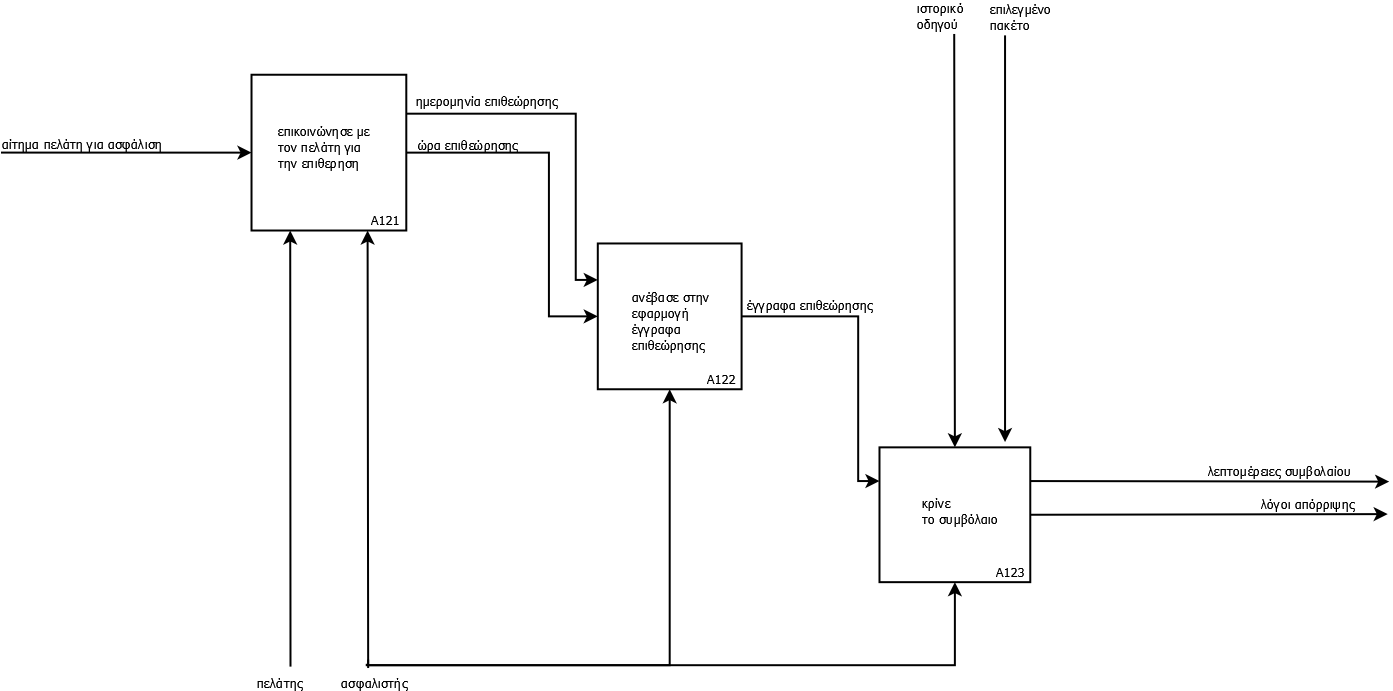 ιστορικό
οδηγού
επιλεγμένο
πακέτο
αίτημα πελάτη για ασφάλιση
επικοινώνησε με
τον πελάτη για
την επιθερηση
A121
ημερομηνία επιθεώρησης
ώρα επιθεώρησης
ανέβασε στην
εφαρμογή
έγγραφα
επιθεώρησης
A122
έγγραφα επιθεώρησης
κρίνε
το συμβόλαιο
A123
λεπτομέρειες συμβολαίου
λόγοι απόρριψης
πελάτης
ασφαλιστής